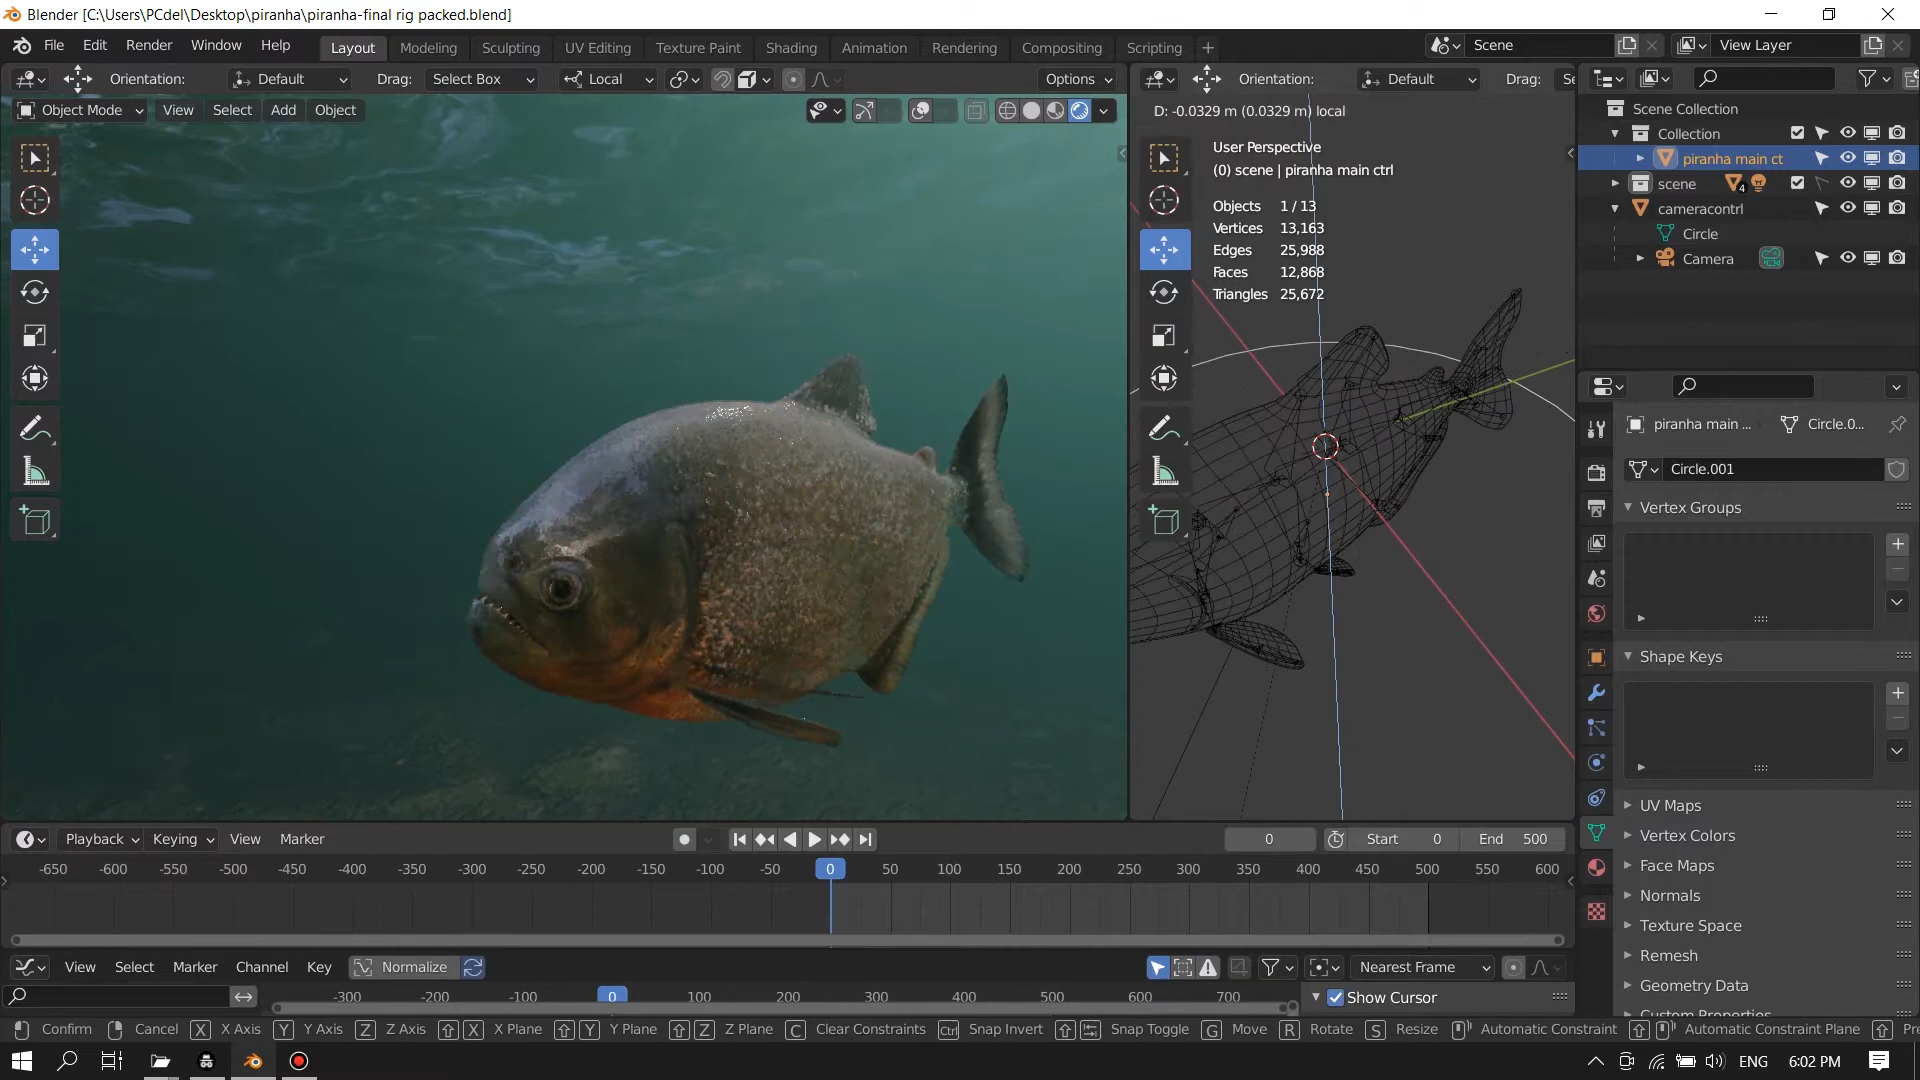 Blender [C:\Users\PCdel\Desktop\piranha\piranha-final rig packed.blend]
File Edit Render Window Help Layout Modeling Sculpting UV Editing Texture Paint Shading Animation Rendering Compositing Scripting + Scene View Layer
Orientation: Default Drag: Select Box Local Options Orientation: Default Drag: Se
Object Mode View Select Add Object D: -0.0329 m (0.0329 m) local
Scene Collection
Collection
piranha main ct
scene 4
cameracontrl
Circle
Camera
User Perspective
(0) scene | piranha main ctrl
Objects 1 / 13
Vertices 13,163
Edges 25,988
Faces 12,868
Triangles 25,672
piranha main ... Circle.0...
Circle.001
Vertex Groups
Shape Keys
UV Maps
Vertex Colors
Face Maps
Normals
Texture Space
Remesh
Geometry Data
Custom Properties
Playback Keying View Marker 0 Start 0 End 500
-650 -600 -550 -500 -450 -400 -350 -300 -250 -200 -150 -100 -50 0 50 100 150 200 250 300 350 400 450 500 550 600
View Select Marker Channel Key Normalize Nearest Frame
-300 -200 -100 0 100 200 300 400 500 600 700 Show Cursor
Confirm Cancel X X Axis Y Y Axis Z Z Axis X X Plane Y Y Plane Z Z Plane C Clear Constraints Ctrl Snap Invert Snap Toggle G Move R Rotate S Resize Automatic Constraint Automatic Constraint Plane Pre
ENG 6:02 PM